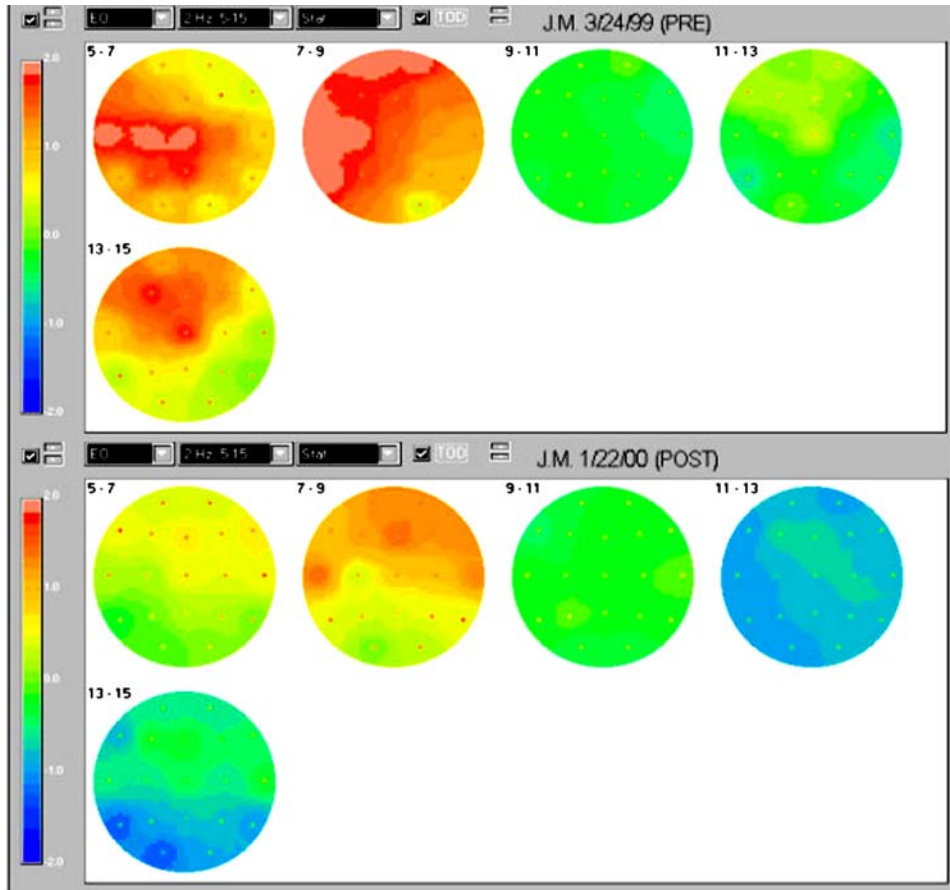 EO 2 Hz 5-15 Stat TDD J.M. 3/24/99 (PRE)
5 - 7 7 - 9 9 - 11 11 - 13
2.0
1.0
0.0
-1.0
-2.0
13 - 15
EO 2 Hz 5-15 Stat TDD J.M. 1/22/00 (POST)
5 - 7 7 - 9 9 - 11 11 - 13
2.0
1.0
0.0
-1.0
-2.0
13 - 15